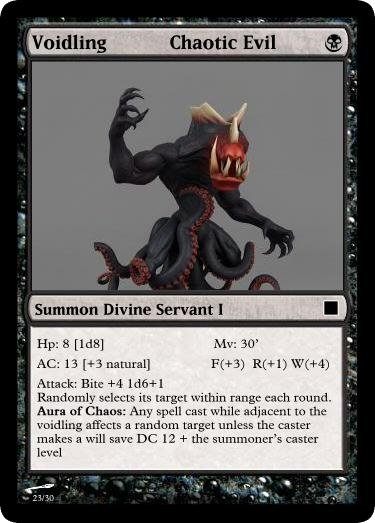 Voidling Chaotic Evil
Summon Divine Servant I
Hp: 8 [1d8] Mv: 30'
AC: 13 [+3 natural] F(+3) R(+1) W(+4)
Attack: Bite +4 1d6+1
Randomly selects its target within range each round.
Aura of Chaos: Any spell cast while adjacent to the
voidling affects a random target unless the caster
makes a will save DC 12 + the summoner's caster
level
23/30